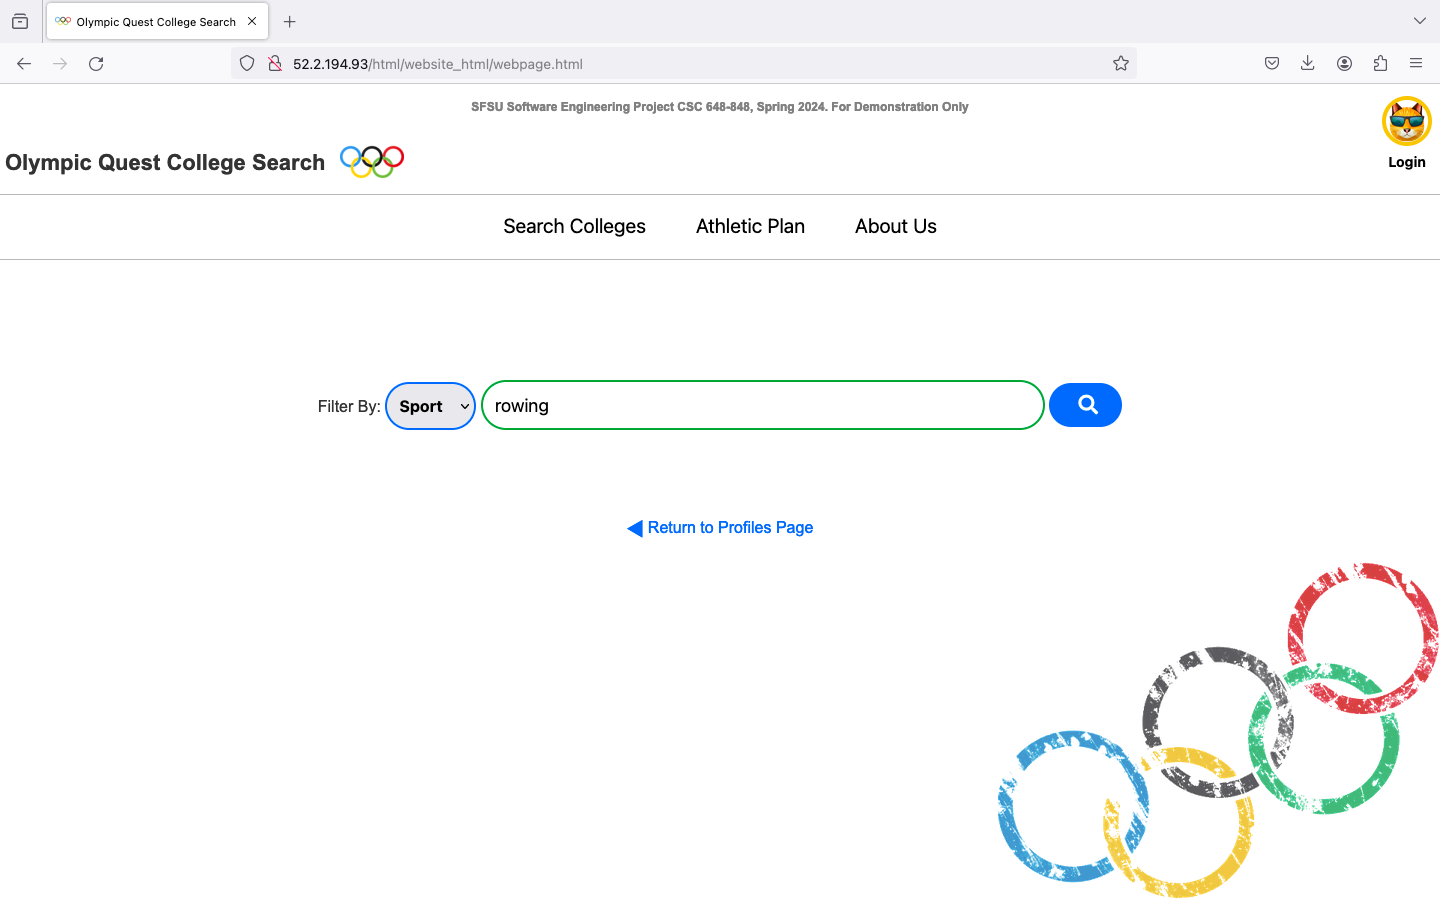 Olympic Quest College Search
52.2.194.93/html/website_html/webpage.html
SFSU Software Engineering Project CSC 648-848, Spring 2024. For Demonstration Only
Olympic Quest College Search
Login
Search Colleges
Athletic Plan
About Us
Filter By:
Sport
rowing
Return to Profiles Page